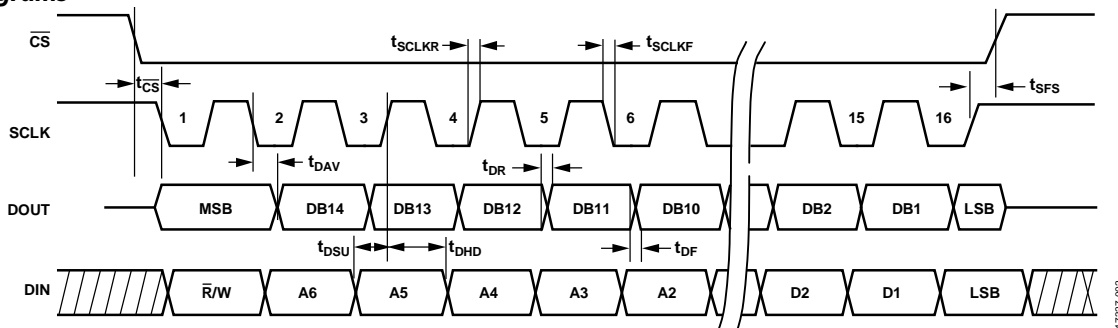 CS
tSCLKR
tSCLKF
tCS
tSFS
SCLK
1 2 3 4 5 6 15 16
tDAV
tDR
DOUT
MSB DB14 DB13 DB12 DB11 DB10 DB2 DB1 LSB
tDSU
tDHD
tDF
DIN
R/W A6 A5 A4 A3 A2 D2 D1 LSB